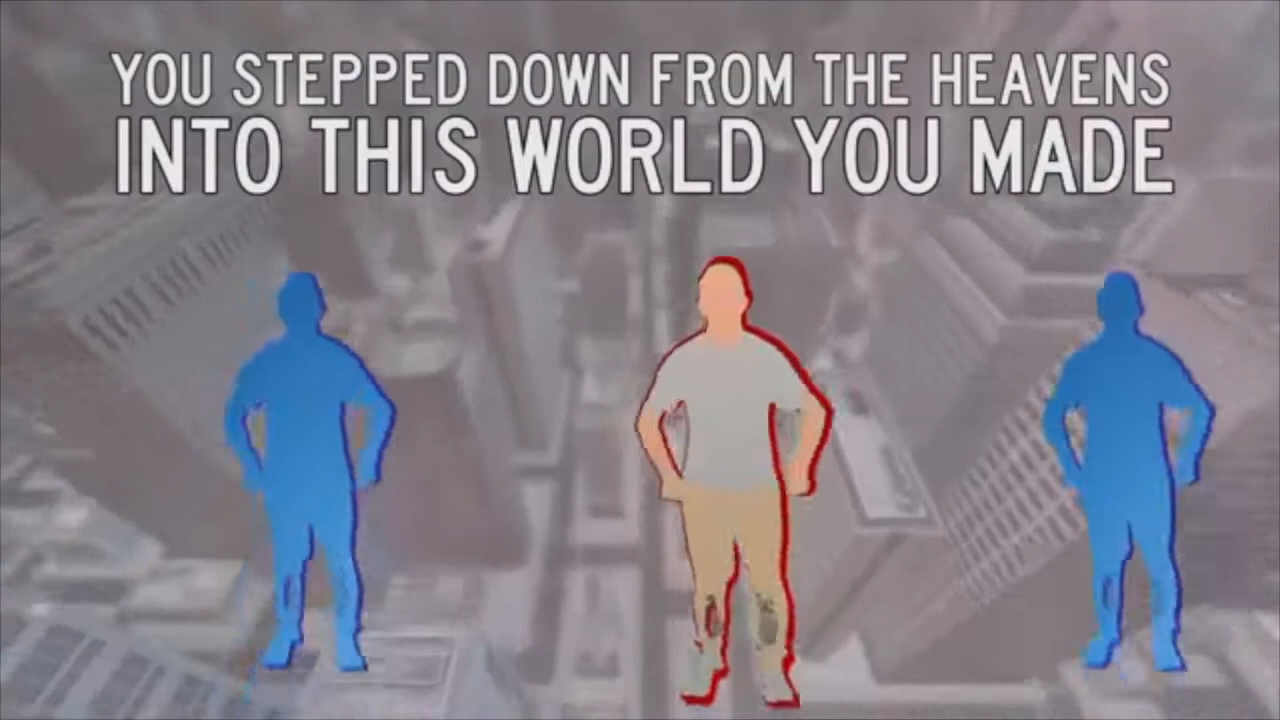 YOU STEPPED DOWN FROM THE HEAVENS
INTO THIS WORLD YOU MADE